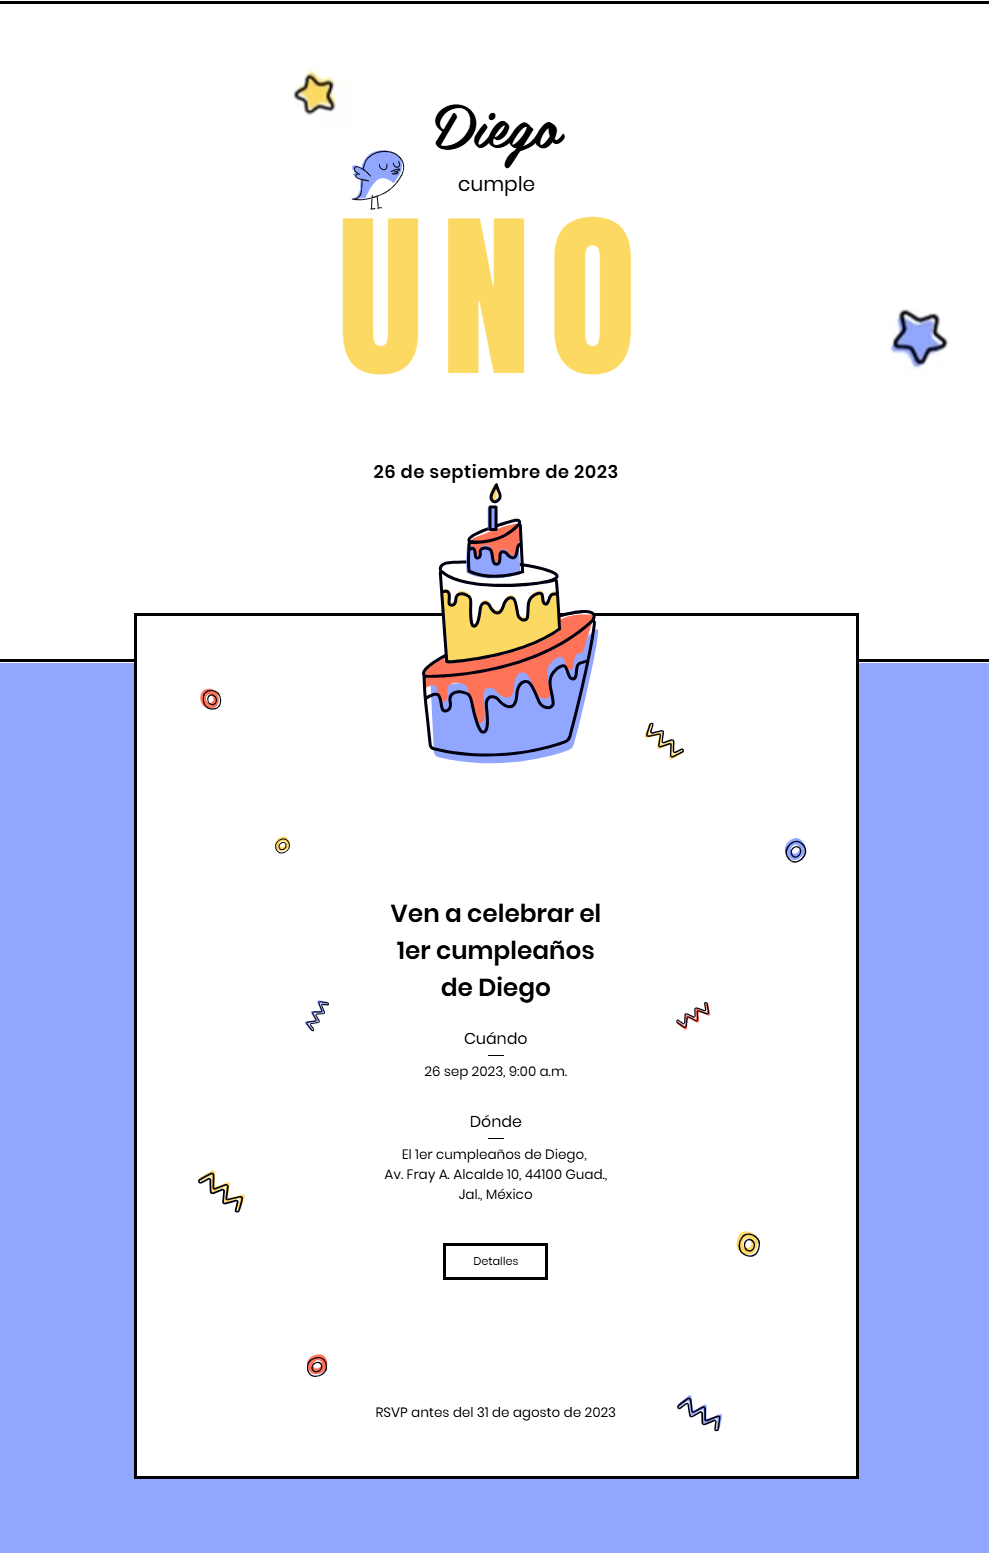 Diego
cumple
UNO
26 de septiembre de 2023
Ven a celebrar el
1er cumpleaños
de Diego
Cuándo
26 sep 2023, 9:00 a.m.
Dónde
El 1er cumpleaños de Diego,
Av. Fray A. Alcalde 10, 44100 Guad.,
Jal., México
Detalles
RSVP antes del 31 de agosto de 2023